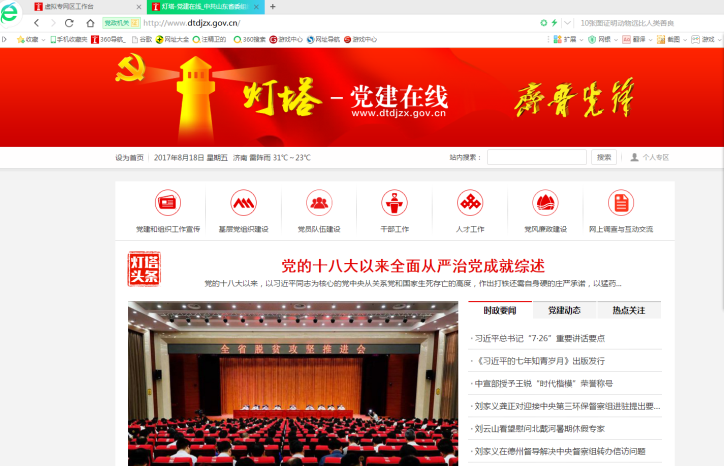 虚拟专网区工作台
灯塔-党建在线_中共山东省委组
党政机关
http://www.dtdjzx.gov.cn/
10张图证明动物远比人类善良
收藏 手机收藏夹 360导航_ 谷歌 网址大全 360搜索 游戏中心 网址导航 游戏中心
扩展 网银 翻译 截图 游戏
灯塔 - 党建在线
www.dtdjzx.gov.cn
齐鲁先锋
设为首页 2017年8月18日 星期五 济南 雷阵雨 31℃~23℃ 站内搜索: 搜索 个人专区
党建和组织工作宣传 基层党组织建设 党员队伍建设 干部工作 人才工作 党风廉政建设 网上调查与互动交流
灯塔
头条
党的十八大以来全面从严治党成就综述
党的十八大以来,以习近平同志为核心的党中央从关系党和国家生死存亡的高度,作出打铁还需自身硬的庄严承诺,以猛药...
时政要闻 党建动态 热点关注
全省脱贫攻坚推进会
· 习近平总书记“7·26”重要讲话要点
· 《习近平的七年知青岁月》出版发行
· 中宣部授予王锐“时代楷模”荣誉称号
· 刘家义龚正对迎接中央第三环保督察组进驻提出要...
· 刘云山看望慰问北戴河暑期休假专家
· 刘家义在德州督导解决中央督察组转办信访问题